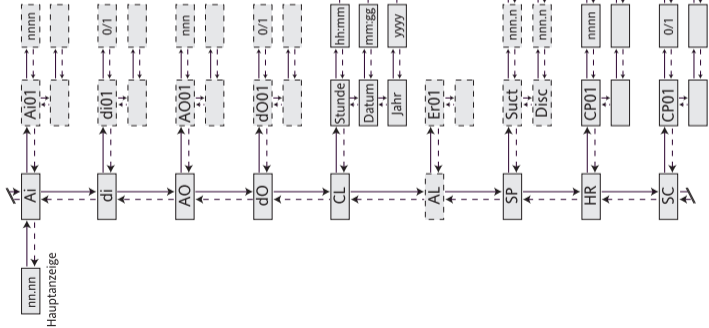 nn.nn
Hauptanzeige
Ai
Ai01
nnnn
di
di01
0/1
AO
AO01
nnn
dO
dO01
0/1
CL
Stunde
hh:mm
Datum
mm:gg
Jahr
yyyy
AL
Er01
SP
Suct
nnn.n
Disc
nnn.n
HR
CP01
nnnn
SC
CP01
0/1